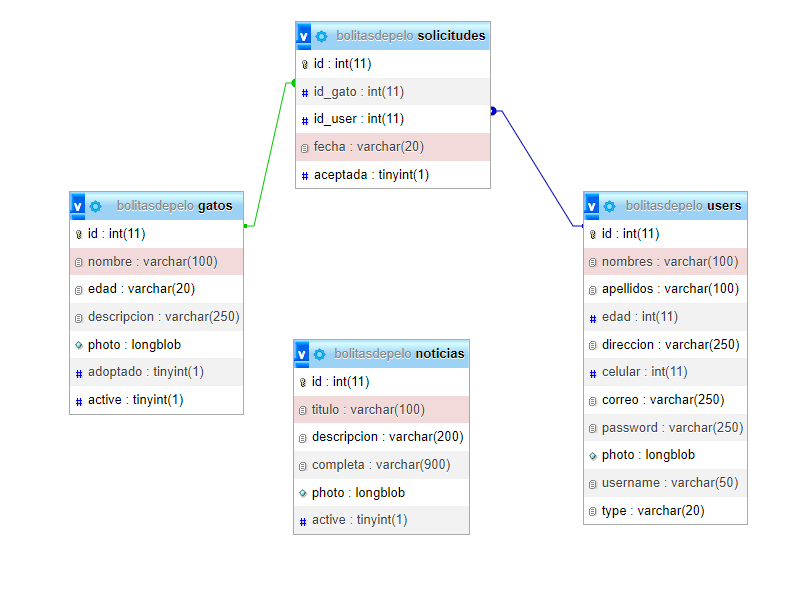 v bolitasdepelo solicitudes
id : int(11)
# id_gato : int(11)
# id_user : int(11)
fecha : varchar(20)
# aceptada : tinyint(1)
v bolitasdepelo gatos
id : int(11)
nombre : varchar(100)
edad : varchar(20)
descripcion : varchar(250)
photo : longblob
# adoptado : tinyint(1)
# active : tinyint(1)
v bolitasdepelo noticias
id : int(11)
titulo : varchar(100)
descripcion : varchar(200)
completa : varchar(900)
photo : longblob
# active : tinyint(1)
v bolitasdepelo users
id : int(11)
nombres : varchar(100)
apellidos : varchar(100)
# edad : int(11)
direccion : varchar(250)
# celular : int(11)
correo : varchar(250)
password : varchar(250)
photo : longblob
username : varchar(50)
type : varchar(20)